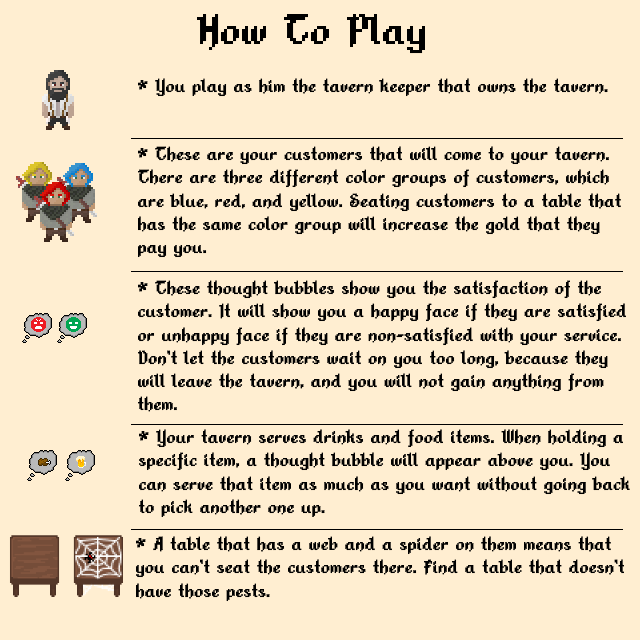 How To Play
* You play as him the tavern keeper that owns the tavern.
* These are your customers that will come to your tavern.
There are three different color groups of customers, which
are blue, red, and yellow. Seating customers to a table that
has the same color group will increase the gold that they
pay you.
* These thought bubbles show you the satisfaction of the
customer. It will show you a happy face if they are satisfied
or unhappy face if they are non-satisfied with your service.
Don't let the customers wait on you too long, because they
will leave the tavern, and you will not gain anything from
them.
* Your tavern serves drinks and food items. When holding a
specific item, a thought bubble will appear above you. You
can serve that item as much as you want without going back
to pick another one up.
* A table that has a web and a spider on them means that
you can't seat the customers there. Find a table that doesn't
have those pests.